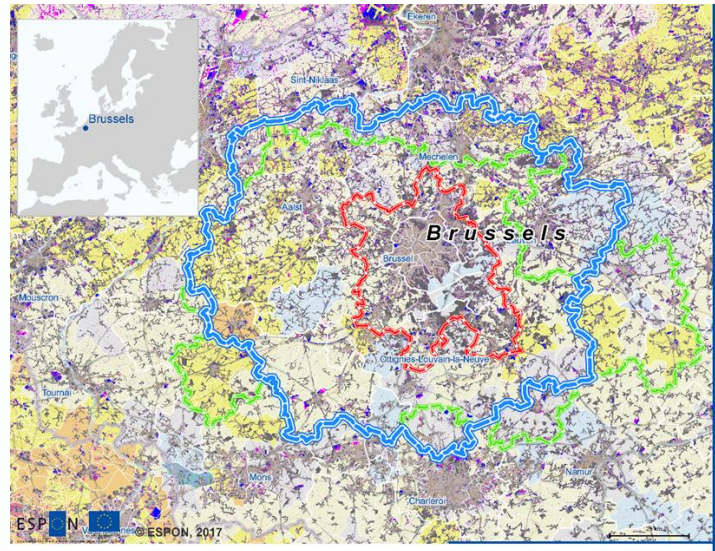 Ekeren
Sint-Niklaas
Brussels
Mechelen
Aalst
Brussels
Brussel
Mouscron
Ottignies-Louvain-la-Neuve
Tournai
Mons
Namur
Charleroi
ESPON
© ESPON, 2017